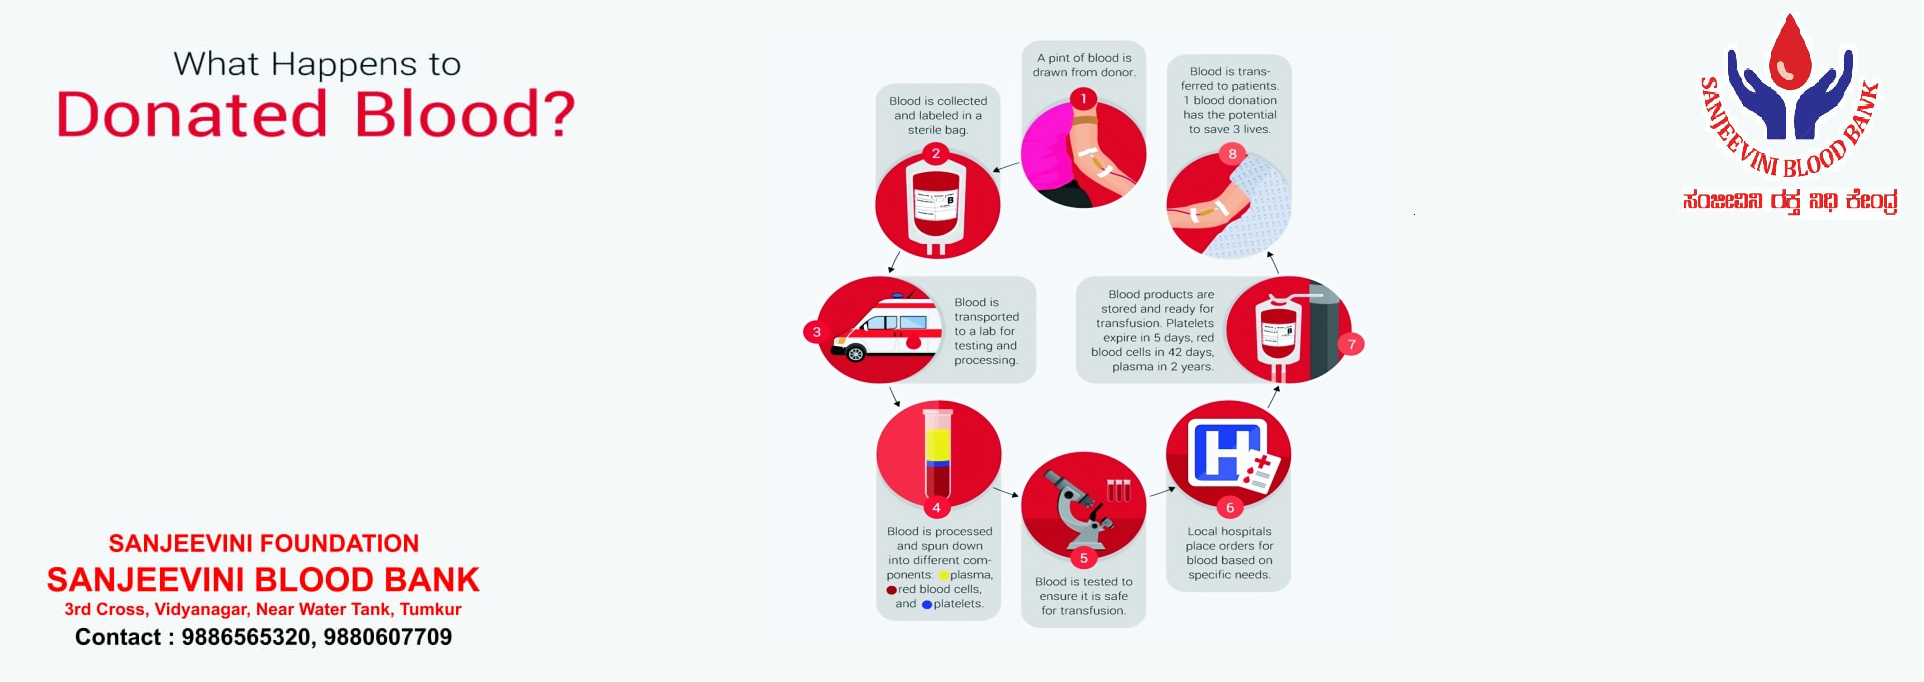 What Happens to
Donated Blood?
A pint of blood is
drawn from donor.
1
Blood is collected
and labeled in a
sterile bag.
2
B
3
Blood is
transported
to a lab for
testing and
processing.
4
Blood is processed
and spun down
into different com-
ponents: plasma,
red blood cells,
and platelets.
5
Blood is tested to
ensure it is safe
for transfusion.
H
6
Local hospitals
place orders for
blood based on
specific needs.
Blood products are
stored and ready for
transfusion. Platelets
expire in 5 days, red
blood cells in 42 days,
plasma in 2 years.
B
7
Blood is trans-
ferred to patients.
1 blood donation
has the potential
to save 3 lives.
8
SANJEEVINI BLOOD BANK
ಸಂಜೀವಿನಿ ರಕ್ತ ನಿಧಿ ಕೇಂದ್ರ
SANJEEVINI FOUNDATION
SANJEEVINI BLOOD BANK
3rd Cross, Vidyanagar, Near Water Tank, Tumkur
Contact : 9886565320, 9880607709